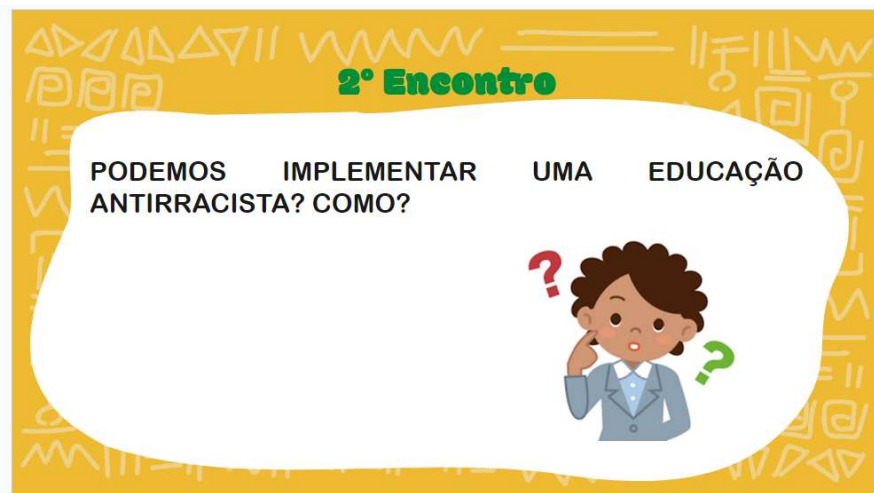 2º Encontro
PODEMOS IMPLEMENTAR UMA EDUCAÇÃO
ANTIRRACISTA? COMO?
? 
?